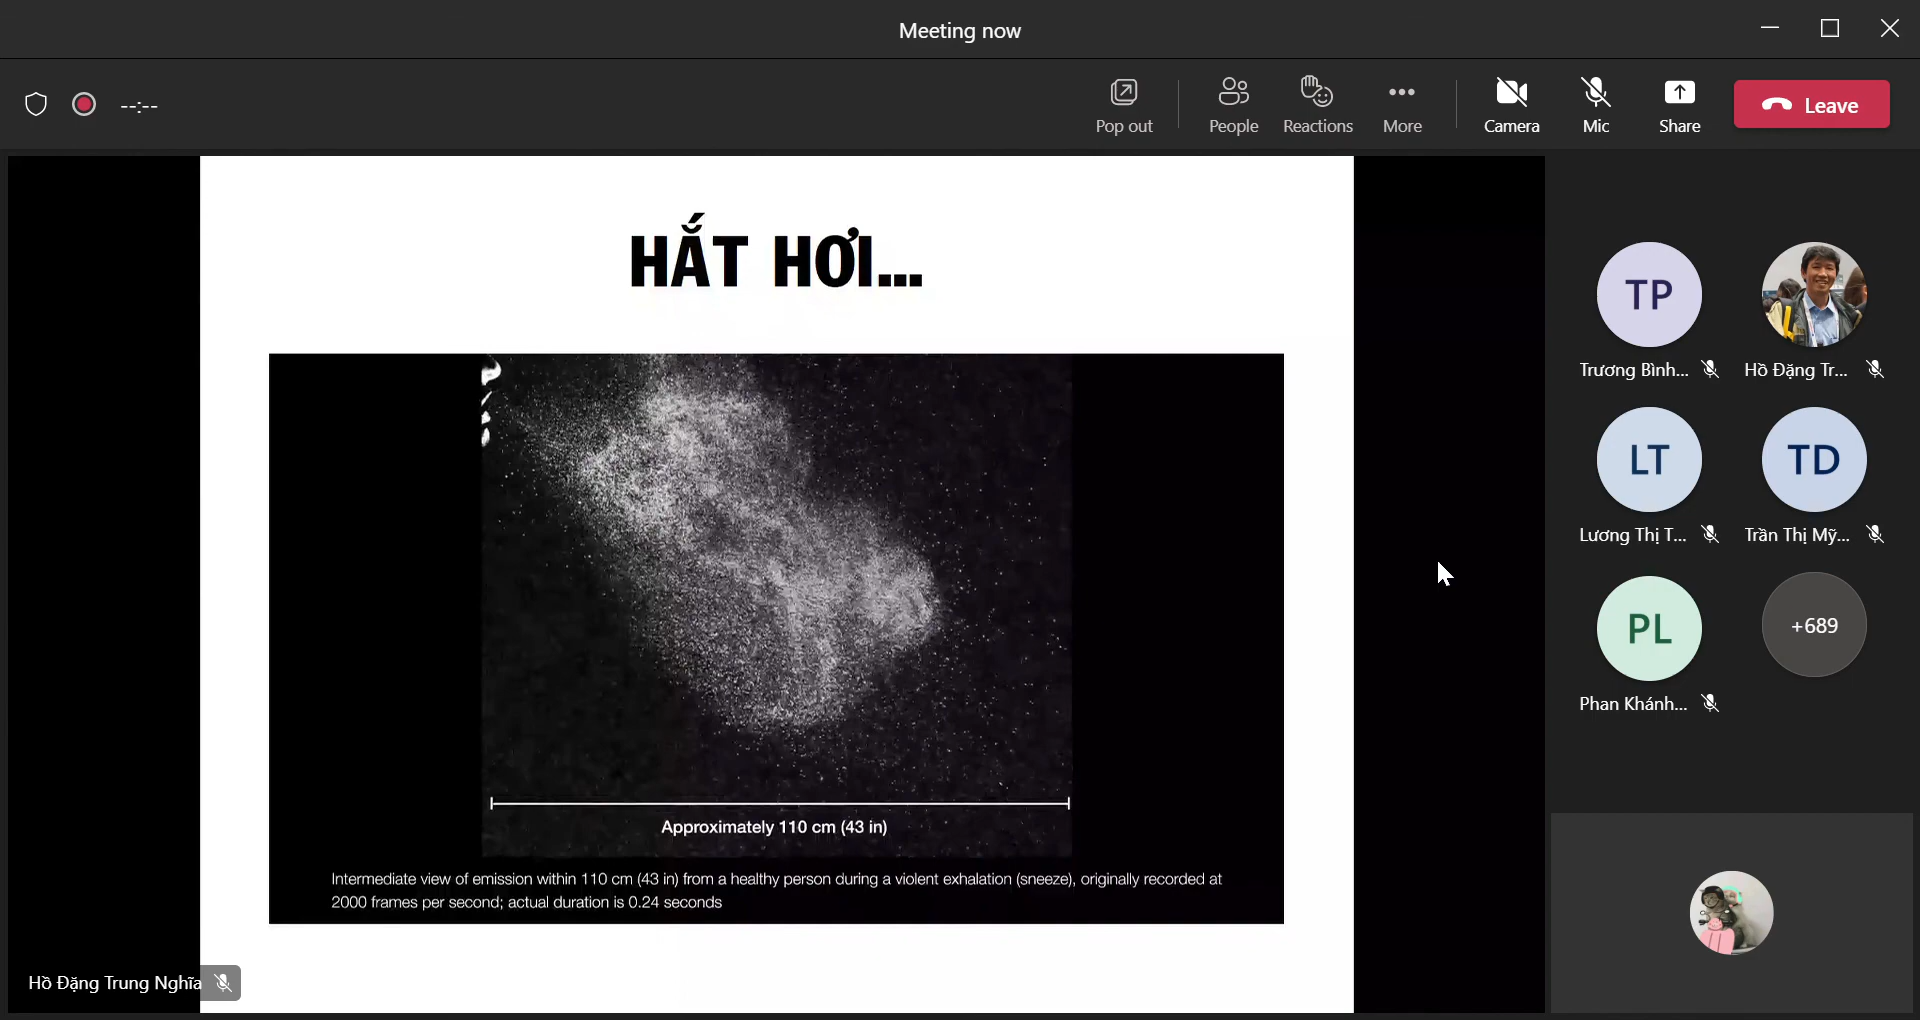 Meeting now
--:--
Pop out
People
Reactions
More
Camera
Mic
Share
Leave
HẮT HƠI...
Approximately 110 cm (43 in)
Intermediate view of emission within 110 cm (43 in) from a healthy person during a violent exhalation (sneeze), originally recorded at
2000 frames per second; actual duration is 0.24 seconds
Hồ Đặng Trung Nghĩa
TP
Trương Bình...
Hồ Đặng Tr...
LT
TD
Lương Thị T...
Trần Thị Mỹ...
PL
+689
Phan Khánh...